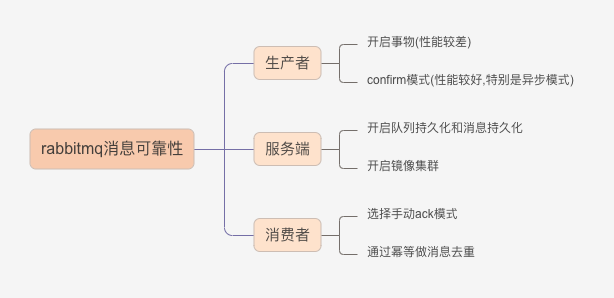 rabbitmq消息可靠性
生产者
开启事物(性能较差)
confirm模式(性能较好,特别是异步模式)
服务端
开启队列持久化和消息持久化
开启镜像集群
消费者
选择手动ack模式
通过幂等做消息去重